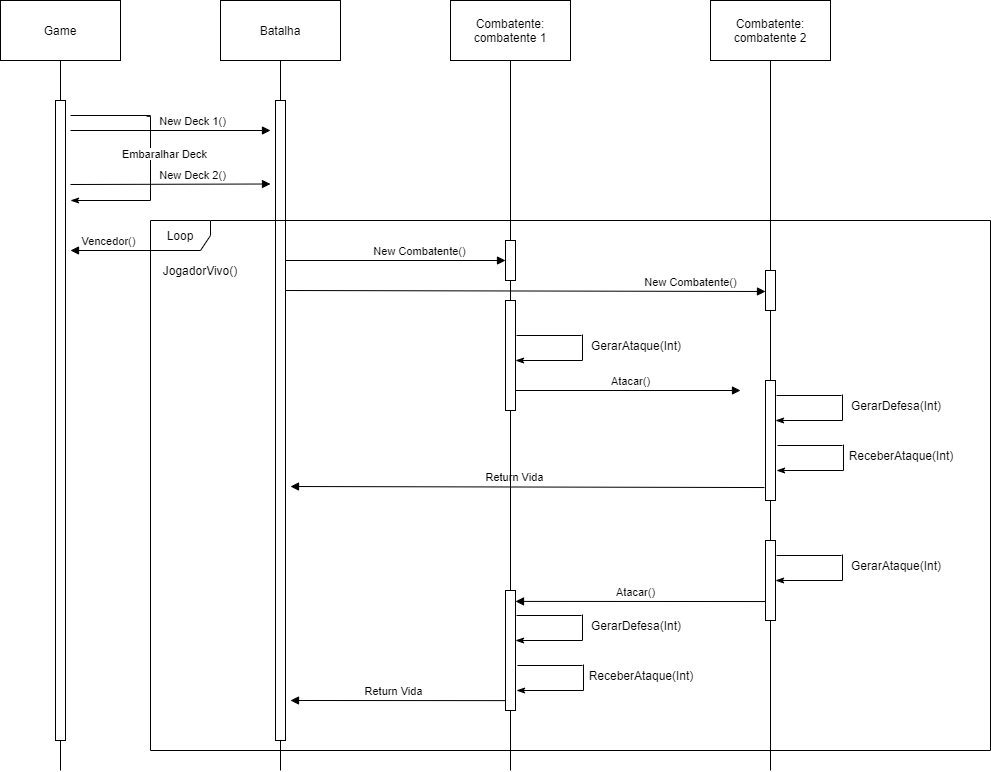 Game
Batalha
Combatente:
combatente 1
Combatente:
combatente 2
New Deck 1()
Embaralhar Deck
New Deck 2()
Vencedor()
Loop
JogadorVivo()
New Combatente()
New Combatente()
GerarAtaque(Int)
Atacar()
GerarDefesa(Int)
ReceberAtaque(Int)
Return Vida
GerarAtaque(Int)
Atacar()
GerarDefesa(Int)
ReceberAtaque(Int)
Return Vida